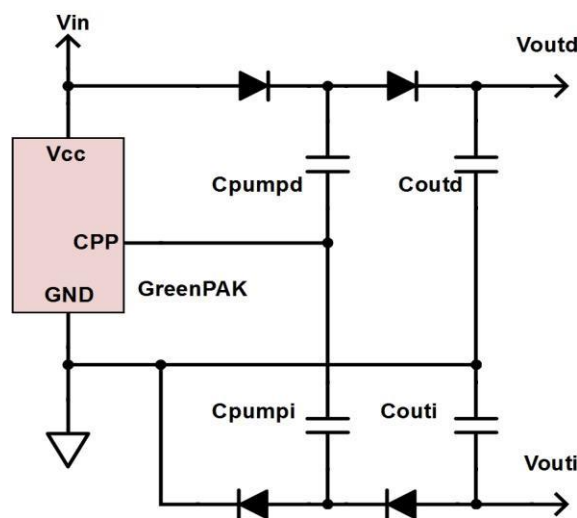 Vin
Voutd
Vcc
Cpumpd
Coutd
CPP
GND
GreenPAK
Cpumpi
Couti
Vouti